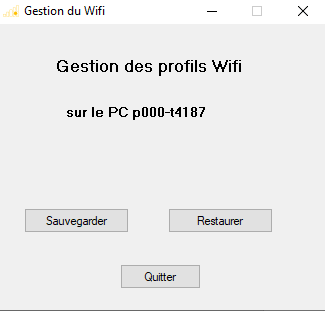 Gestion du Wifi
Gestion des profils Wifi
sur le PC p000-t4187
Sauvegarder
Restaurer
Quitter